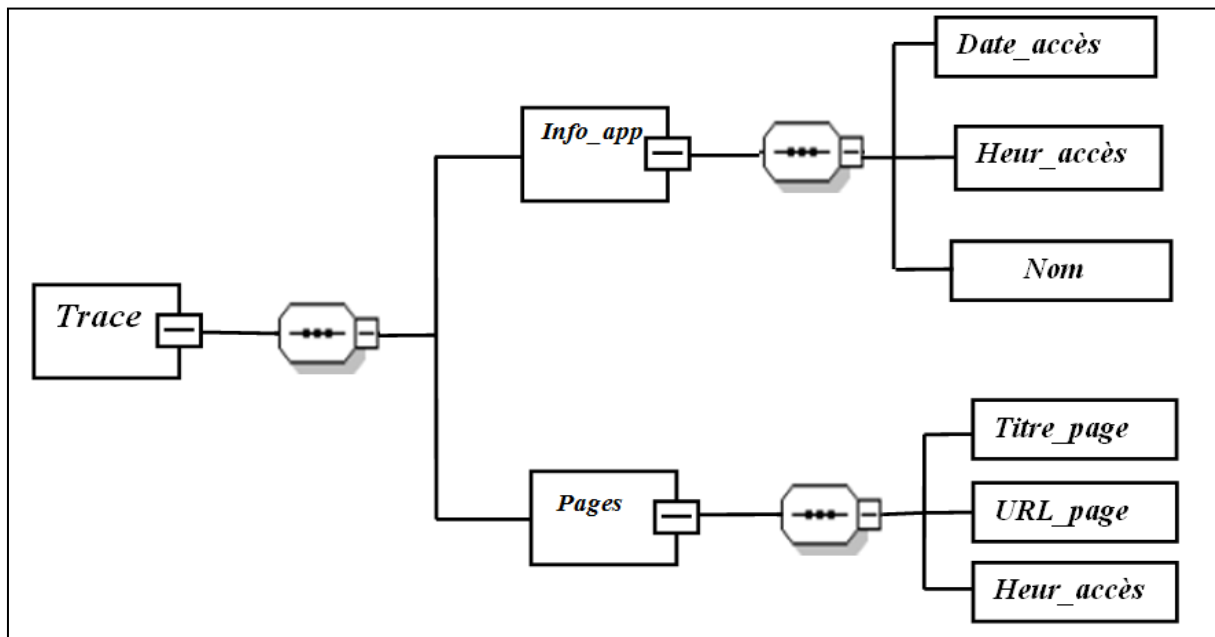 Date_accès
Info_app
Heur_accès
Nom
Trace
Titre_page
Pages
URL_page
Heur_accès